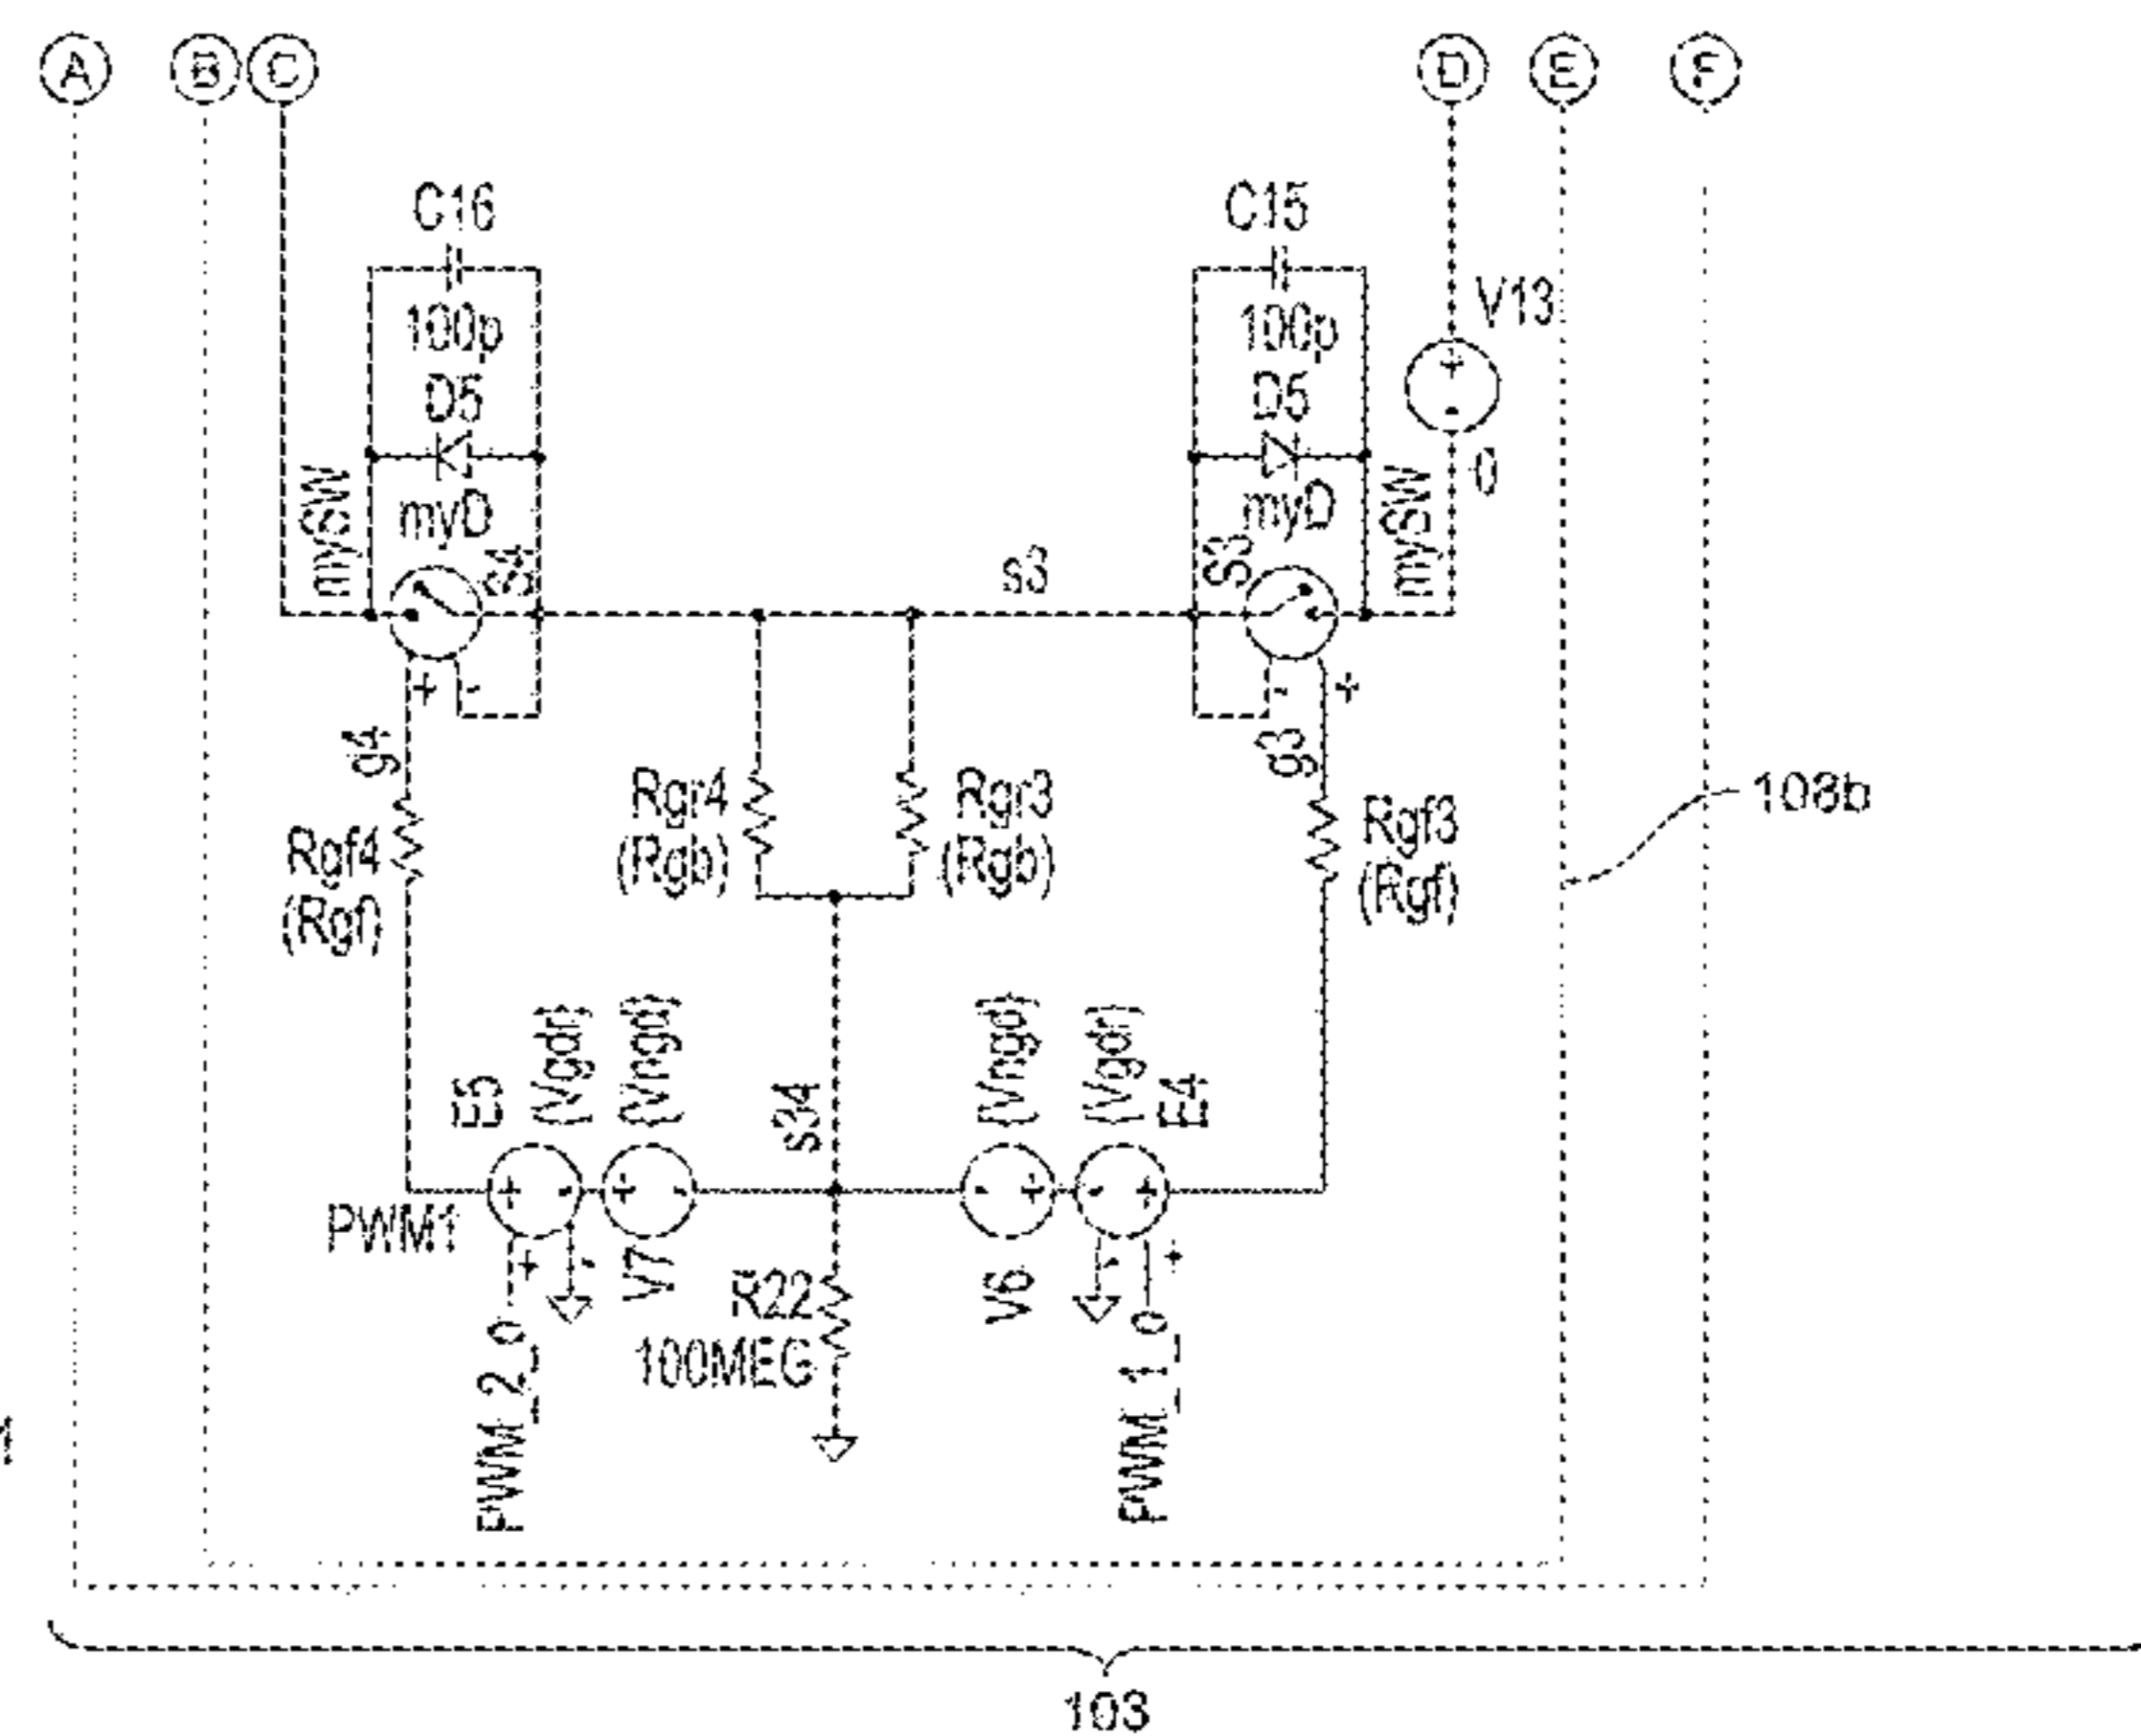 A B C D E F
C16
C15
100p
100p
V13
D5
D5
0
mySW
myD
s4
s3
S3
myD
mySW
g4
g3
Rgf4
(Rgf)
Rgr4
(Rgb)
Rgr3
(Rgb)
Rgf3
(Rgf)
108b
E5
(Vgdr)
(Vngd)
s34
(Vngd)
(Vgdr)
E4
PWM1
V7
R22
100MEG
V6
PWM_2_o
PWM_1_o
1
103